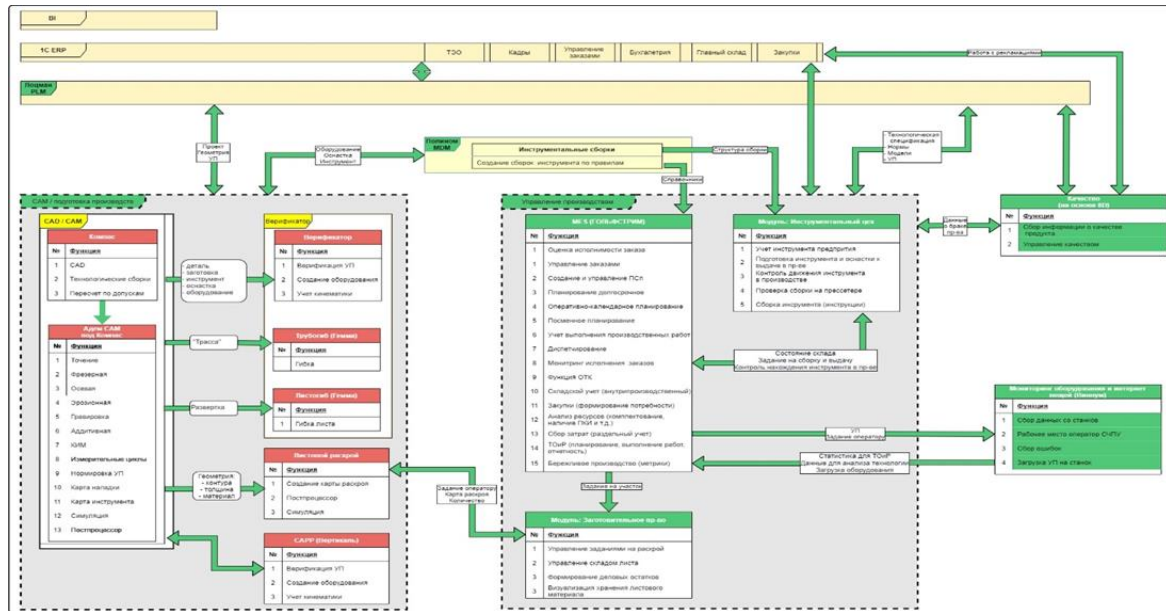 BI
1C ERP
ТЭО
Кадры
Управление
заказами
Бухгалтерия
Главный склад
Закупки
Работа с рекламациями
Лоцман
PLM
Проект
Геометрия
УП
Оборудование
Оснастка
Инструмент
Полином
MDM
Инструментальные сборки
Создание сборок инструмента по правилам
Структура сборки
Справочники
- Технологическая
спецификация
- Нормы
- Модели
- УП
CAM / подготовка производств
CAD / CAM
Компас
№ Функция
1 CAD
2 Технологические сборки
3 Пересчет по допускам
Адем CAM
под Компас
№ Функция
1 Точение
2 Фрезерная
3 Осевая
4 Эрозионная
5 Гравировка
6 Аддитивная
7 КИМ
8 Измерительные циклы
9 Нормировка УП
10 Карта наладки
11 Карта инструмента
12 Симуляция
13 Постпроцессор
- деталь
- заготовка
- инструмент
- оснастка
оборудования
"Трасса"
Развертка
Геометрия:
- контура
- толщина
- материал
Верификатор
Верификатор
№ Функция
1 Верификация УП
2 Создание оборудования
3 Учет кинематики
Трубогиб (Гемма)
№ Функция
1 Гибка
Листогиб (Гемма)
№ Функция
1 Гибка листа
Листовой раскрой
№ Функция
1 Создание карты раскроя
2 Постпроцессор
3 Симуляция
CAPP (Вертикаль)
№ Функция
1 Верификация УП
2 Создание оборудования
3 Учет кинематики
Задание оператору
Карта раскроя
Количество
Управление производством
MES (ГОЛЬФСТРИМ)
№ Функция
1 Оценка исполнимости заказа
1 Управление заказами
2 Создание и управление ПСп
3 Планирование долгосрочное
4 Оперативно-календарное планирование
5 Посменное планирование
6 Учет выполнения производственных работ
7 Диспетчирование
8 Мониторинг исполнения заказов
9 Функция ОТК
10 Складской учет (внутрипроизводственный)
11 Закупки (формирование потребности)
12 Анализ ресурсов (комплектование,
наличие ПКИ и т.д.)
13 Сбор затрат (раздельный учет)
14 ТОиР (планирование, выполнение работ,
отчетность)
15 Бережливое производство (метрики)
Задания на участки
Модуль: Заготовительное пр-во
№ Функция
1 Управление заданиями на раскрой
2 Управление складом листа
3 Формирование деловых остатков
3 Визуализация хранения листового
материала
Модуль: Инструментальный цех
№ Функция
1 Учет инструмента предприятия
2 Подготовка инструмента и оснастки к
выдаче в пр-во
3 Контроль движения инструмента
в производстве
4 Проверка сборки на пресеттере
5 Сборка инструмента (инструкции)
Состояние склада
Задание на сборку и выдачу
Контроль нахождения инструмента в пр-ве
Данные
о браке
пр-ва
Качество
№ Функция
1 Сбор информации о качестве
продукта
2 Управление качеством
УП
Задание оператору
Статистика для ТОиР
Данные для анализа технологии
Загрузка оборудования
Мониторинг оборудования и интернет
№ Функция
1 Сбор данных со станков
2 Рабочее место оператор СЧПУ
3 Сбор ошибок
4 Загрузка УП на станок